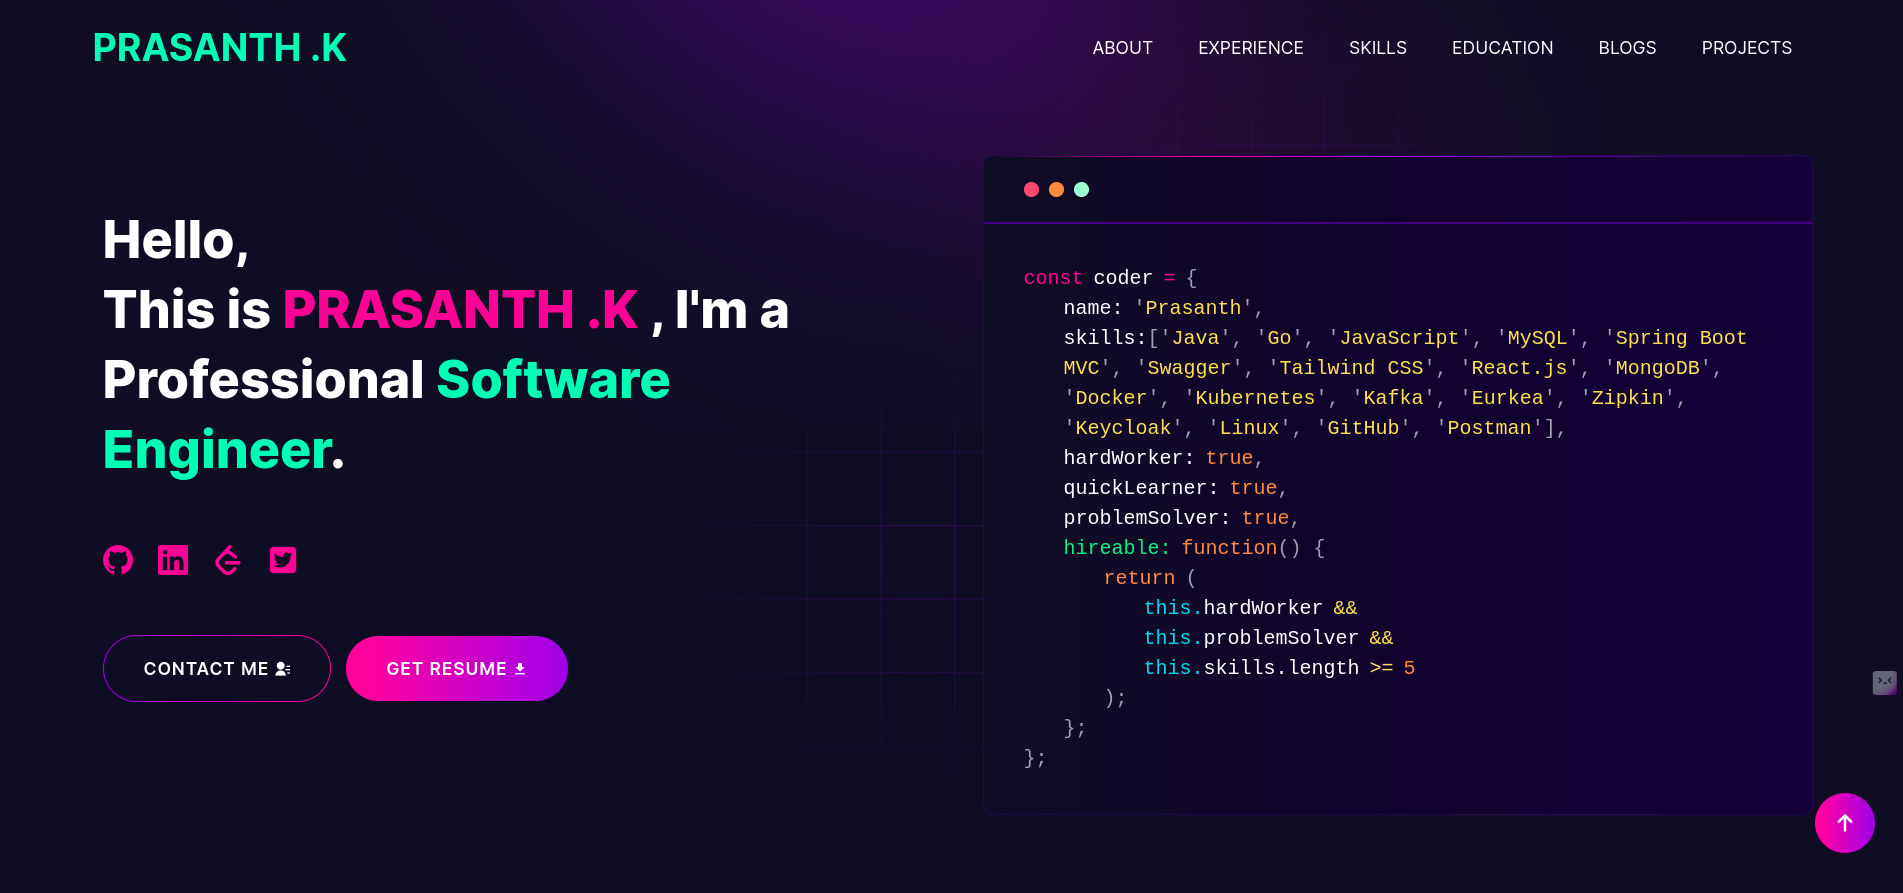 PRASANTH .K
ABOUT EXPERIENCE SKILLS EDUCATION BLOGS PROJECTS
Hello,
This is PRASANTH .K , I'm a
Professional Software
Engineer.
CONTACT ME GET RESUME
const coder = {
name: 'Prasanth',
skills:['Java', 'Go', 'JavaScript', 'MySQL', 'Spring Boot
MVC', 'Swagger', 'Tailwind CSS', 'React.js', 'MongoDB',
'Docker', 'Kubernetes', 'Kafka', 'Eurkea', 'Zipkin',
'Keycloak', 'Linux', 'GitHub', 'Postman'],
hardWorker: true,
quickLearner: true,
problemSolver: true,
hireable: function() {
return (
this.hardWorker &&
this.problemSolver &&
this.skills.length >= 5
);
};
};